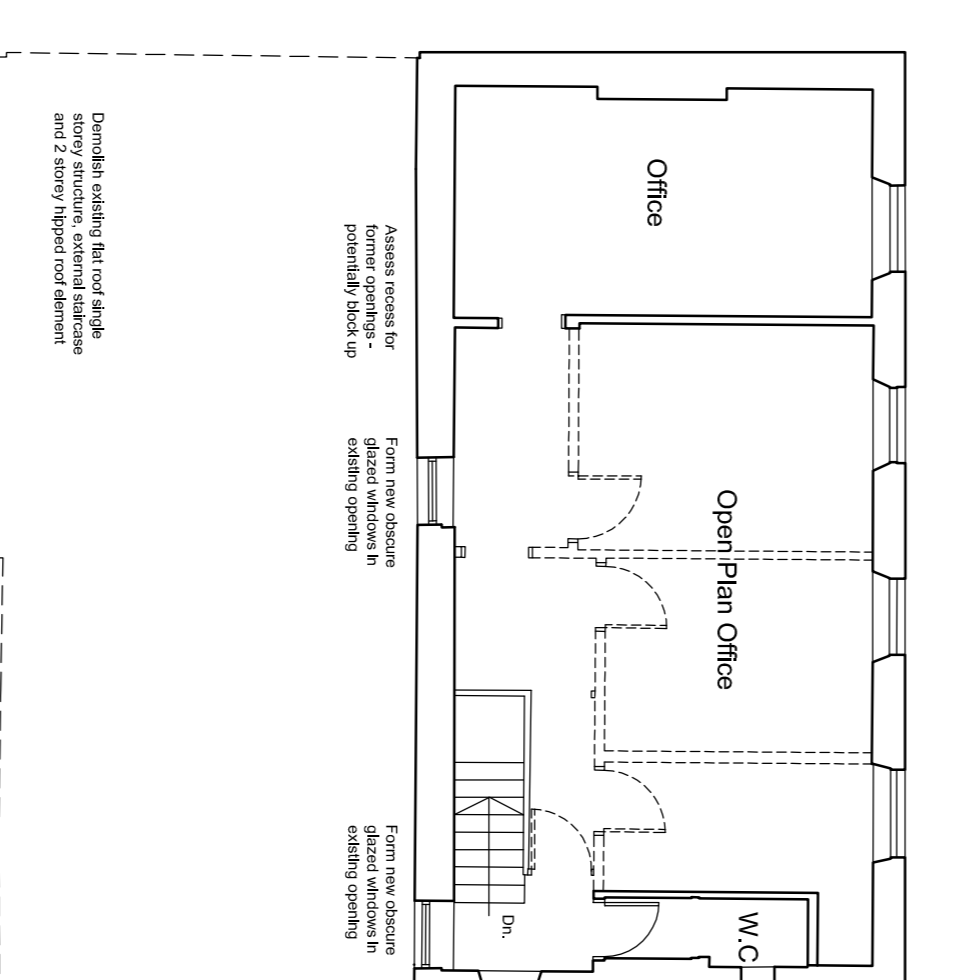 Office
Open Plan Office
W.C
Dn.
Assess recess for
former openings -
potentially block up
Form new obscure
glazed windows in
existing opening
Form new obscure
glazed windows in
existing opening
Demolish existing flat roof single
storey structure, external staircase
and 2 storey hipped roof element